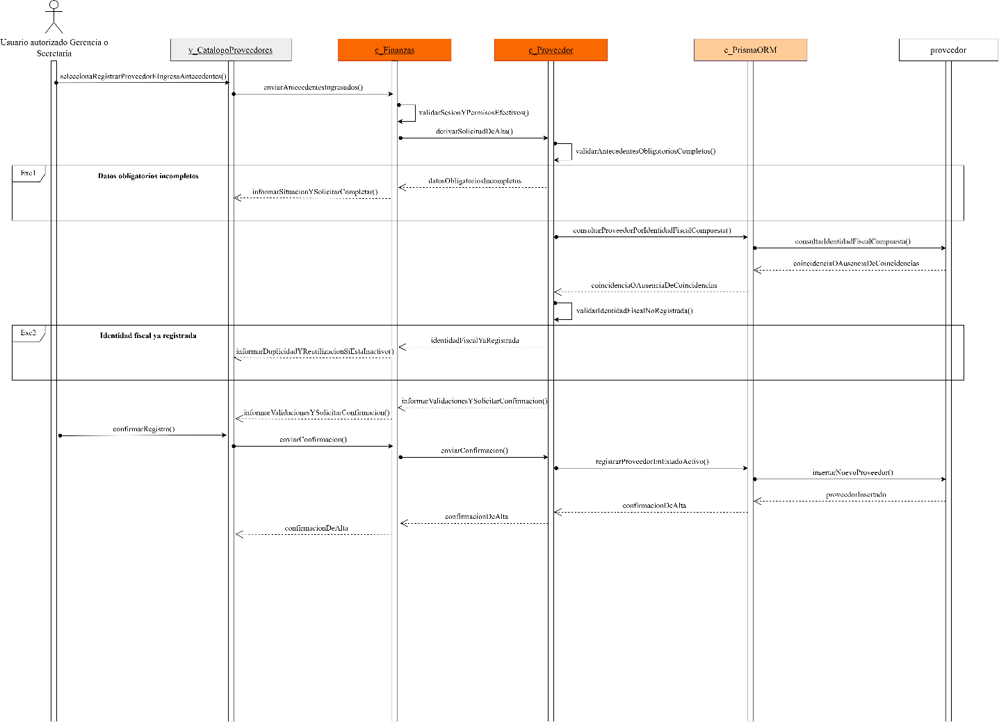 Usuario autorizado Gerencia o
Secretaria
v_CatalogoProveedores
c_Finanzas
c_Proveedor
c_PrismaORM
proveedor
seleccionaRegistrarProveedorEIngresaAntecedentes()
enviarAntecedentesIngresados()
validarSesionYPermisosEfectivos()
derivarSolicitudDeAlta()
validarAntecedentesObligatoriosCompletos()
Exc1
Datos obligatorios incompletos
datosObligatoriosIncompletos
informarSituacionYSolicitarCompletar()
consultarProveedorPorIdentidadFiscalCompuesta()
consultarIdentidadFiscalCompuesta()
coincidenciaOAusenciaDeCoincidencias
coincidenciaOAusenciaDeCoincidencias
validarIdentidadFiscalNoRegistrada()
Exc2
Identidad fiscal ya registrada
identidadFiscalYaRegistrada
informarDuplicidadYReutilizacionSiEstaInactivo()
informarValidacionesYSolicitarConfirmacion()
informarValidacionesYSolicitarConfirmacion()
confirmarRegistro()
enviarConfirmacion()
enviarConfirmacion()
registrarProveedorEnEstadoActivo()
insertarNuevoProveedor()
proveedorInsertado
confirmacionDeAlta
confirmacionDeAlta
confirmacionDeAlta